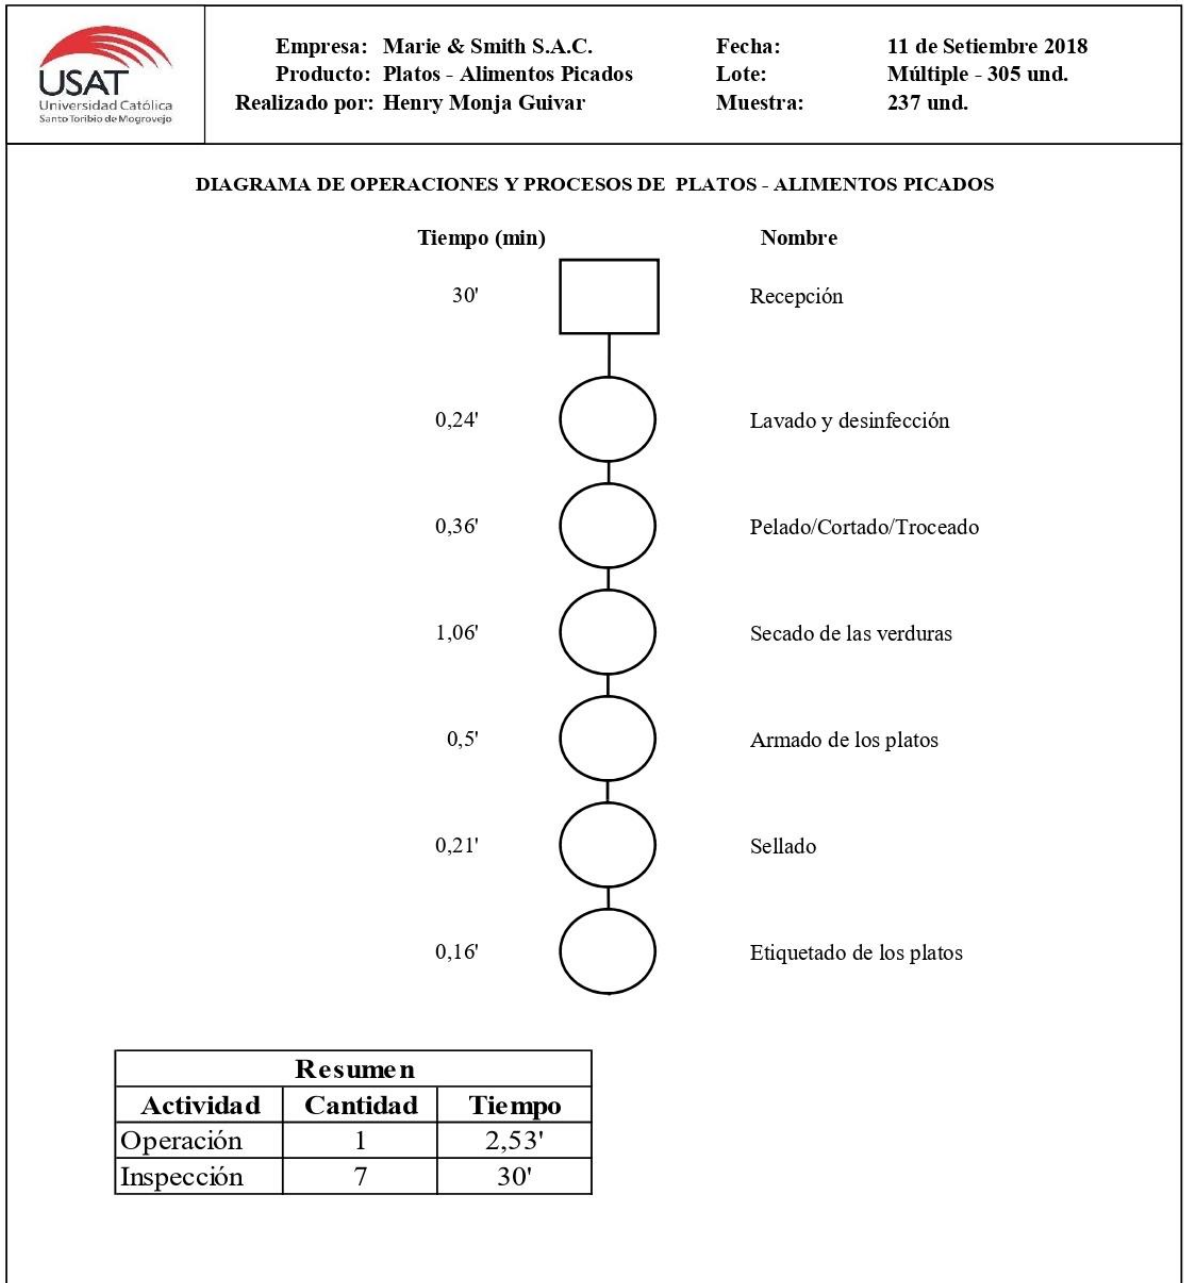 USAT
Universidad Católica
Santo Toribio de Mogrovejo
Empresa: Marie & Smith S.A.C.
Producto: Platos - Alimentos Picados
Realizado por: Henry Monja Guivar
Fecha: 11 de Setiembre 2018
Lote: Múltiple - 305 und.
Muestra: 237 und.
DIAGRAMA DE OPERACIONES Y PROCESOS DE PLATOS - ALIMENTOS PICADOS
Tiempo (min) Nombre
30' Recepción
0,24' Lavado y desinfección
0,36' Pelado/Cortado/Troceado
1,06' Secado de las verduras
0,5' Armado de los platos
0,21' Sellado
0,16' Etiquetado de los platos
Resumen
Actividad Cantidad Tiempo
Operación 1 2,53'
Inspección 7 30'